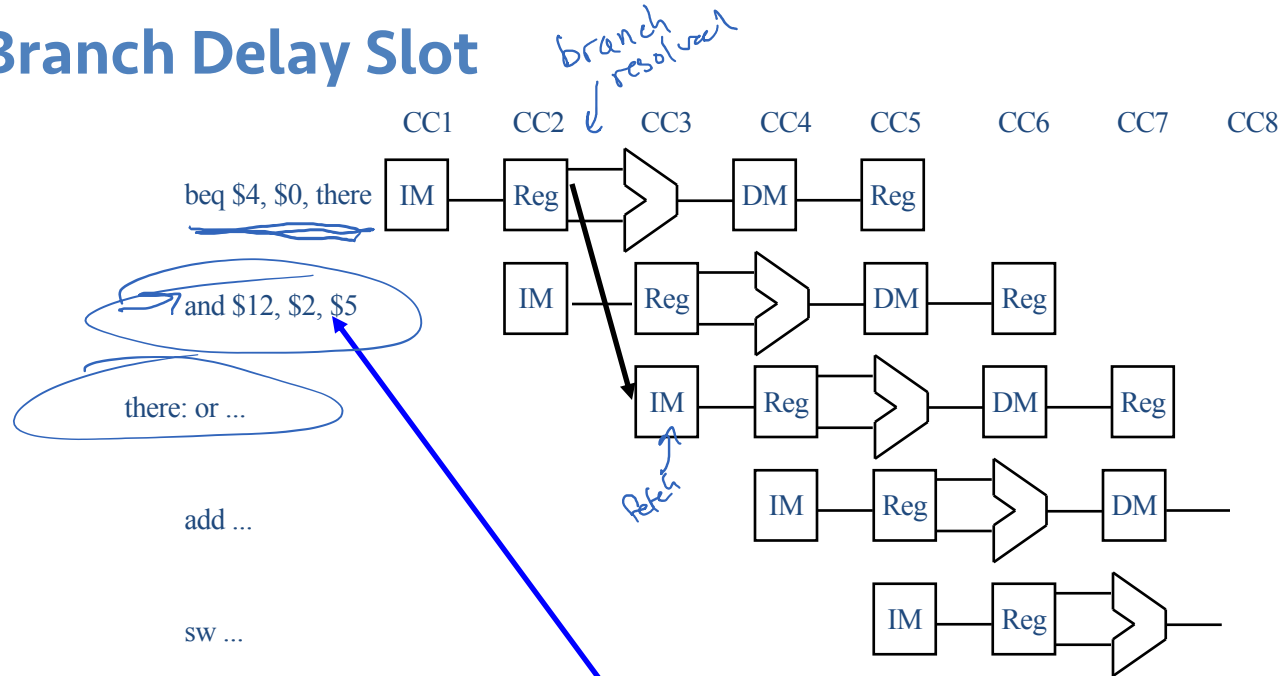 Branch Delay Slot
branch
resolved
CC1 CC2 CC3 CC4 CC5 CC6 CC7 CC8
beq $4, $0, there IM Reg DM Reg
and $12, $2, $5 IM Reg DM Reg
there: or ... IM Reg DM Reg
fetch
add ... IM Reg DM
sw ... IM Reg